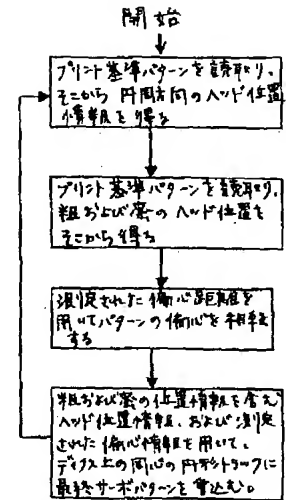 開始
プリント基準パターンを読取り,
そこから円周方向のヘッド位置
情報を得る
プリント基準パターンを読取り,
粗および密のヘッド位置を
そこから得る
測定された偏心距離を
用いてパターンの偏心を相殺
する
粗および密の位置情報を含む
ヘッド位置情報、および測定
された偏心情報を用いて、
ディスク上の同心の円形トラックに
最終サーボパターンを書込む。